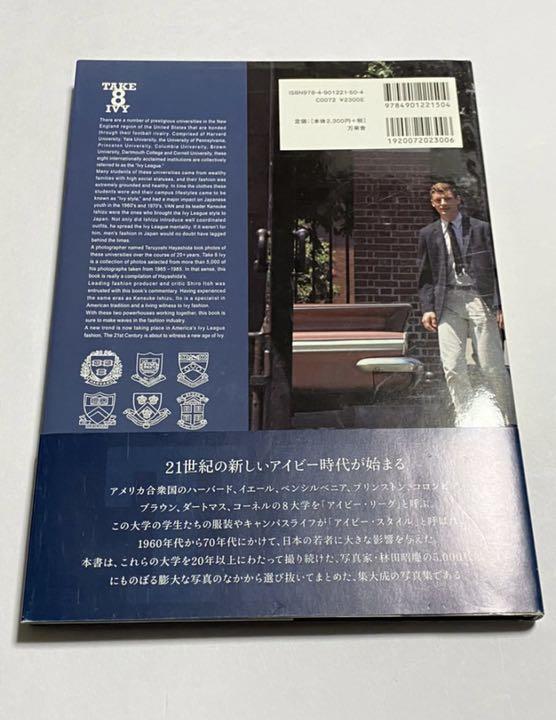 TAKE
8
IVY
There are a number of prestigious universities in the New
England region of the United States that are bonded
through their football rivalry. Comprised of Harvard
University, Yale University, the University of Pennsylvania,
Princeton University, Columbia University, Brown
University, Dartmouth College and Cornell University, these
eight internationally acclaimed institutions are collectively
referred to as the "Ivy League."
Many students of these universities came from wealthy
families with high social statuses, and their fashion was
extremely grounded and healthy. In time the clothes these
students wore and their campus lifestyles came to be
known as "Ivy style," and had a major impact on Japanese
youth in the 1960's and 1970's. VAN and its leader Kensuke
Ishizu were the ones who brought the Ivy League style to
Japan. Not only did Ishizu introduce well coordinated
outfits, he spread the Ivy League mentality. If it weren't for
him, men's fashion in Japan would no doubt have lagged
behind the times.
A photographer named Teruyoshi Hayashida took photos of
these universities over the course of 20+ years. Take 8 Ivy
is a collection of photos selected from more than 5,000 of
his photographs taken from 1965 - 1985. In that sense, this
book is really a compilation of Hayashida's.
Leading fashion producer and critic Shiro Itoh was
entrusted with this book's commentary. Having experienced
the same eras as Kensuke Ishizu, Ito is a specialist in
American tradition and a living witness to Ivy fashion.
With these two powerhouses working together, this book is
sure to make waves in the fashion industry.
A new trend is now taking place in America's Ivy League
fashion. The 21st Century is about to witness a new age of Ivy.
HARVARD
ISBN978-4-901221-50-4
C0072 ¥2300E
定価:[本体2,300円+税]
万来舎
9784901221504
1920072023006
21世紀の新しいアイビー時代が始まる
アメリカ合衆国のハーバード、イエール、ペンシルベニア、プリンストン、コロンビア
ブラウン、ダートマス、コーネルの8大学を「アイビー・リーグ」と呼ぶ。
この大学の学生たちの服装やキャンパスライフが「アイビー・スタイル」と呼ばれ、
1960年代から70年代にかけて、日本の若者に大きな影響を与えた
本書は、これらの大学を20年以上にわたって撮り続けた、写真家・林田昭慶の5,000
にものぼる膨大な写真のなかから選び抜いてまとめた、集大成の写真集である